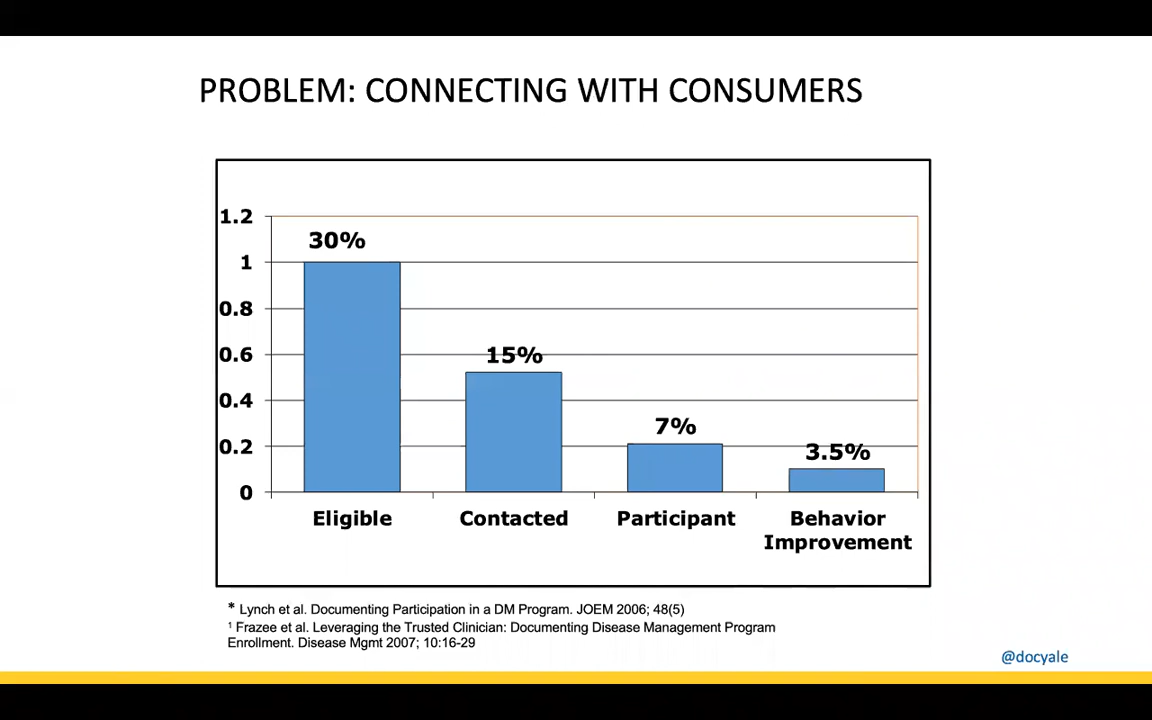 PROBLEM: CONNECTING WITH CONSUMERS
1.2
30%
1
0.8
0.6
15%
0.4
7%
0.2
3.5%
0
Eligible
Contacted
Participant
Behavior
Improvement
* Lynch et al. Documenting Participation in a DM Program. JOEM 2006; 48(5)
¹ Frazee et al. Leveraging the Trusted Clinician: Documenting Disease Management Program
Enrollment. Disease Mgmt 2007; 10:16-29
@docyale